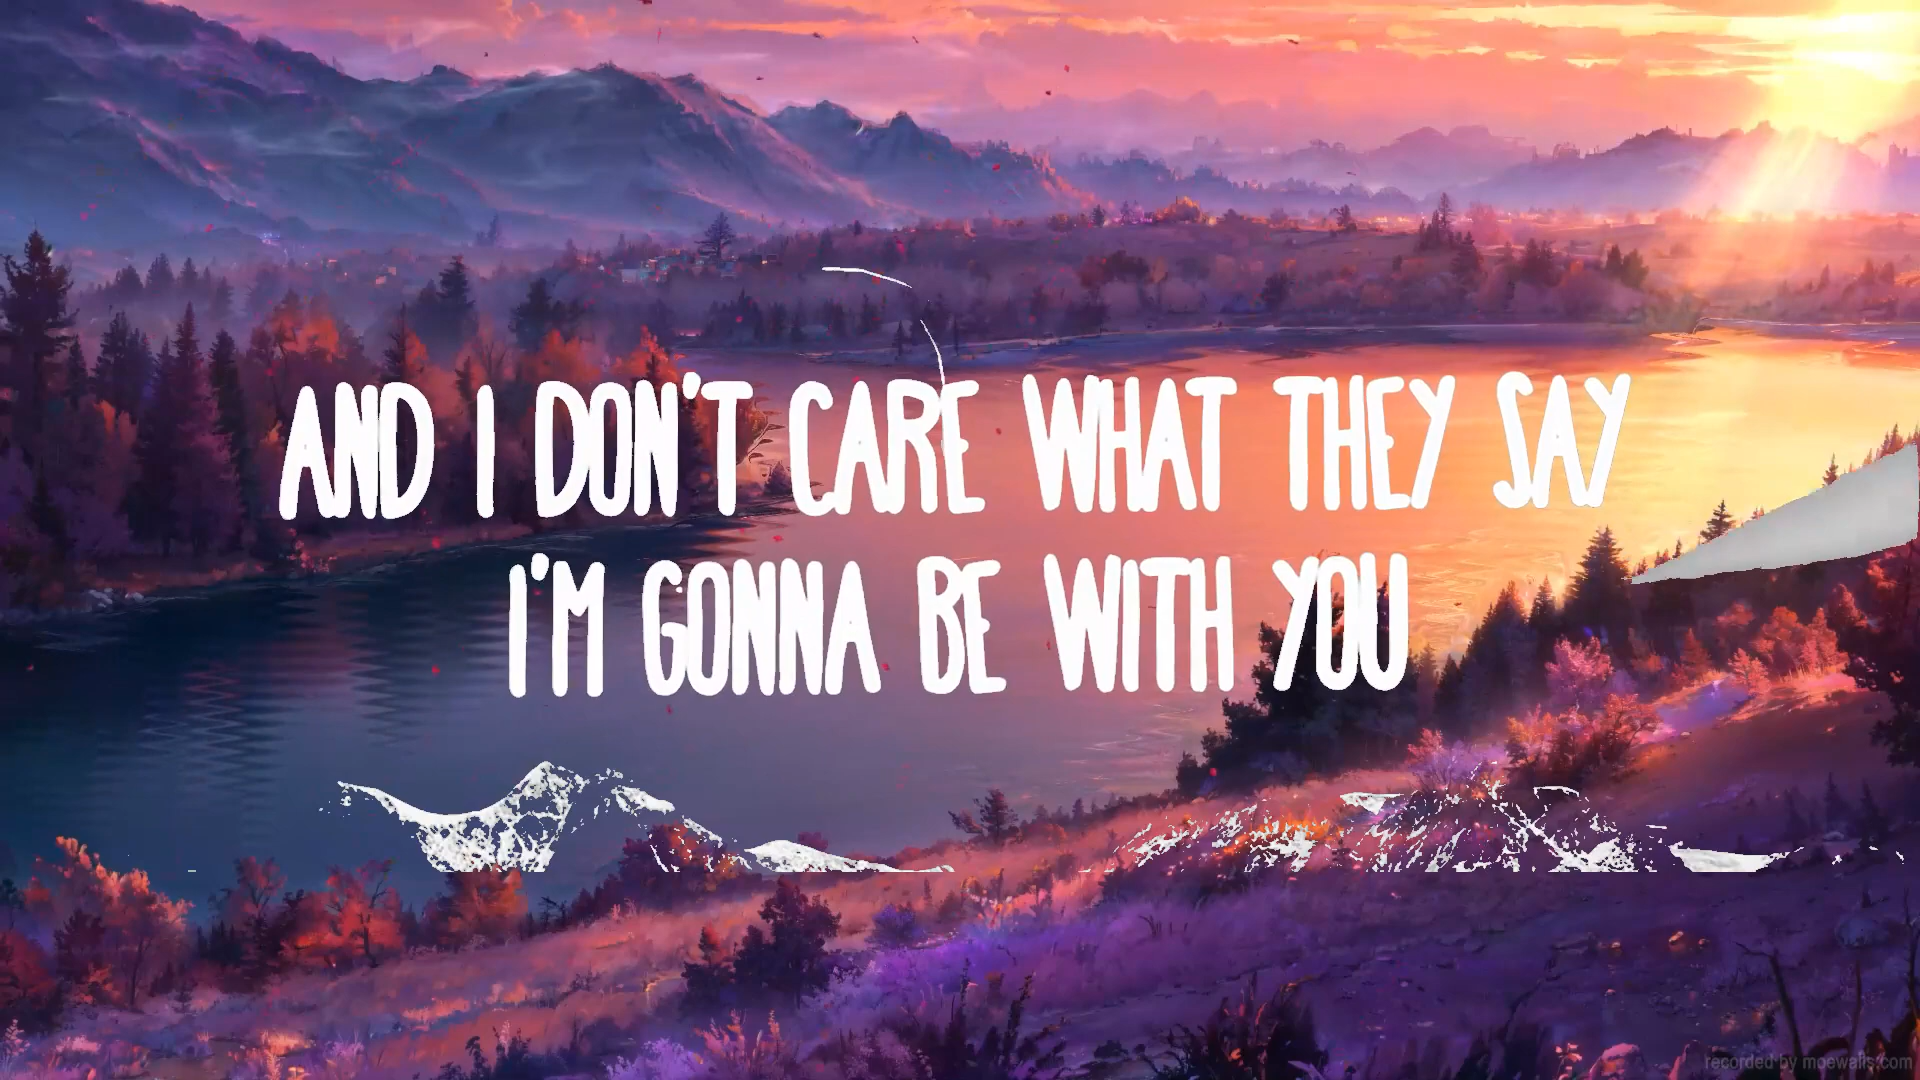 AND I DON'T CARE WHAT THEY SAY
I'M GONNA BE WITH YOU
recorded by moewalls.com